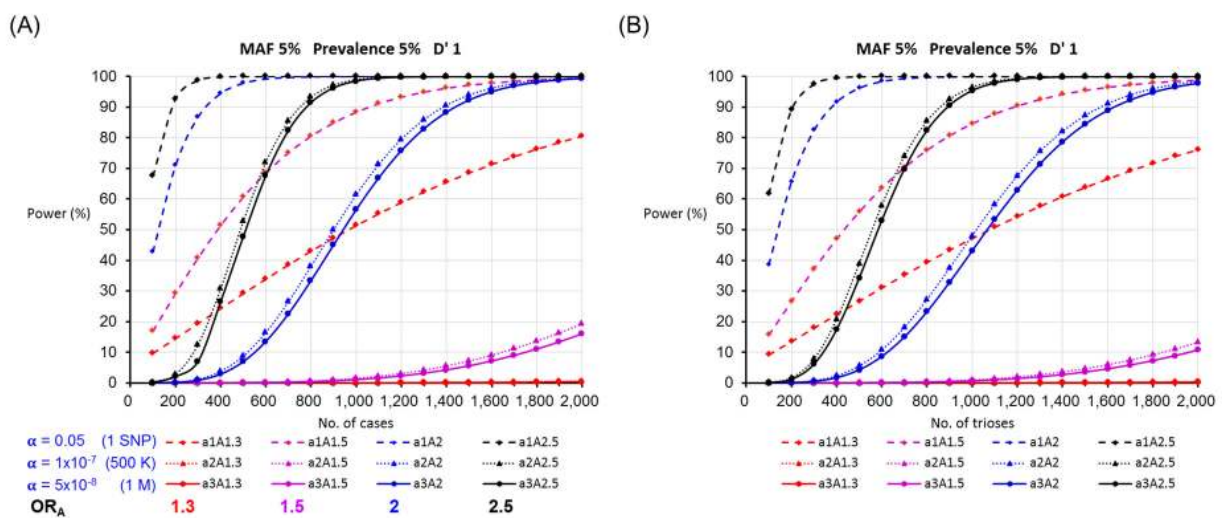 (A)
MAF 5% Prevalence 5% D' 1
100
90
80
70
60
50
40
30
20
10
0
Power (%)
0 200 400 600 800 1,000 1,200 1,400 1,600 1,800 2,000
No. of cases
α = 0.05 (1 SNP)
a1A1.3 a1A1.5 a1A2 a1A2.5
α = 1x10-7 (500 K)
a2A1.3 a2A1.5 a2A2 a2A2.5
α = 5x10-8 (1 M)
a3A1.3 a3A1.5 a3A2 a3A2.5
ORA 1.3 1.5 2 2.5
(B)
MAF 5% Prevalence 5% D' 1
100
90
80
70
60
50
40
30
20
10
0
Power (%)
0 200 400 600 800 1,000 1,200 1,400 1,600 1,800 2,000
No. of trioses
a1A1.3 a1A1.5 a1A2 a1A2.5
a2A1.3 a2A1.5 a2A2 a2A2.5
a3A1.3 a3A1.5 a3A2 a3A2.5